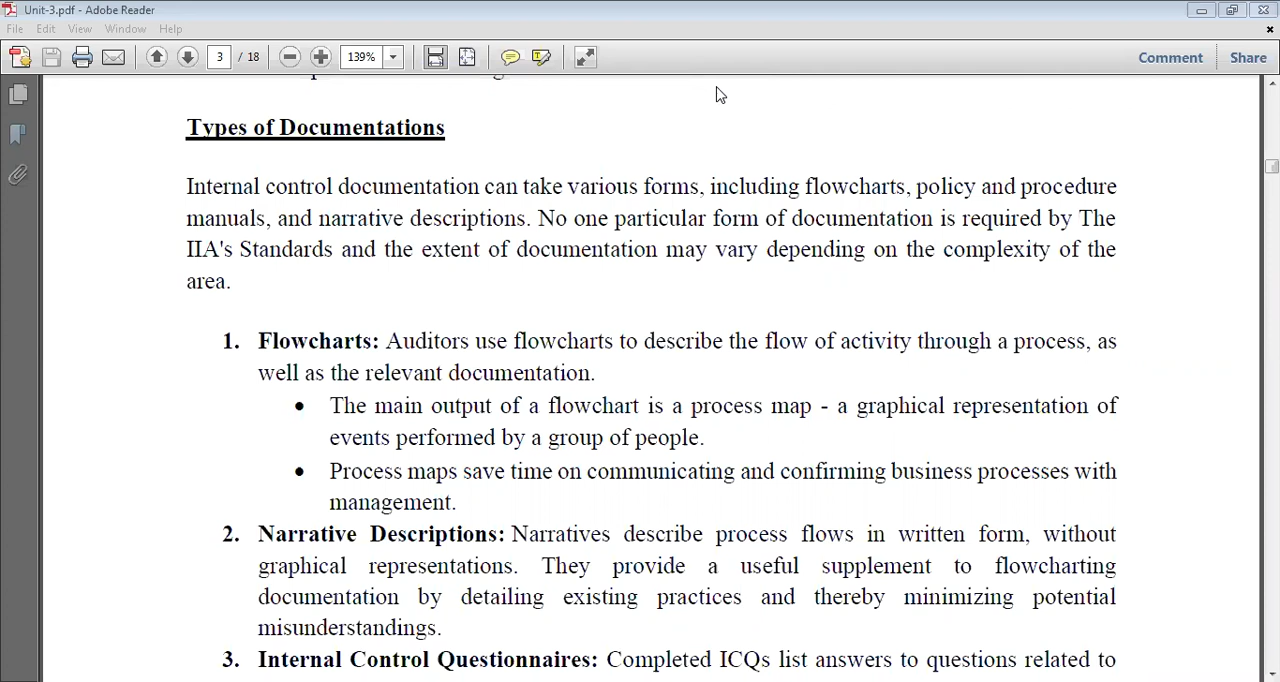 Unit-3.pdf - Adobe Reader
File Edit View Window Help
3 / 18 139% Comment Share
Types of Documentations
Internal control documentation can take various forms, including flowcharts, policy and procedure
manuals, and narrative descriptions. No one particular form of documentation is required by The
IIA's Standards and the extent of documentation may vary depending on the complexity of the
area.
1. Flowcharts: Auditors use flowcharts to describe the flow of activity through a process, as
well as the relevant documentation.
• The main output of a flowchart is a process map - a graphical representation of
events performed by a group of people.
• Process maps save time on communicating and confirming business processes with
management.
2. Narrative Descriptions: Narratives describe process flows in written form, without
graphical representations. They provide a useful supplement to flowcharting
documentation by detailing existing practices and thereby minimizing potential
misunderstandings.
3. Internal Control Questionnaires: Completed ICQs list answers to questions related to